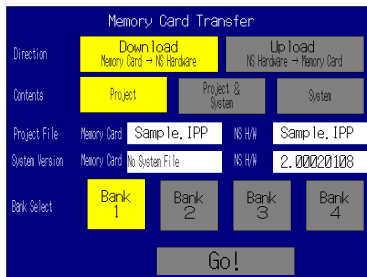 Memory Card Transfer
Direction
Download
Memory Card → NS Hardware
Upload
NS Hardware → Memory Card
Contents
Project
Project &
System
System
Project File Memory Card Sample.IPP NS H/W Sample.IPP
System Version Memory Card No System File NS H/W 2.00020108
Bank Select
Bank
1
Bank
2
Bank
3
Bank
4
Go!